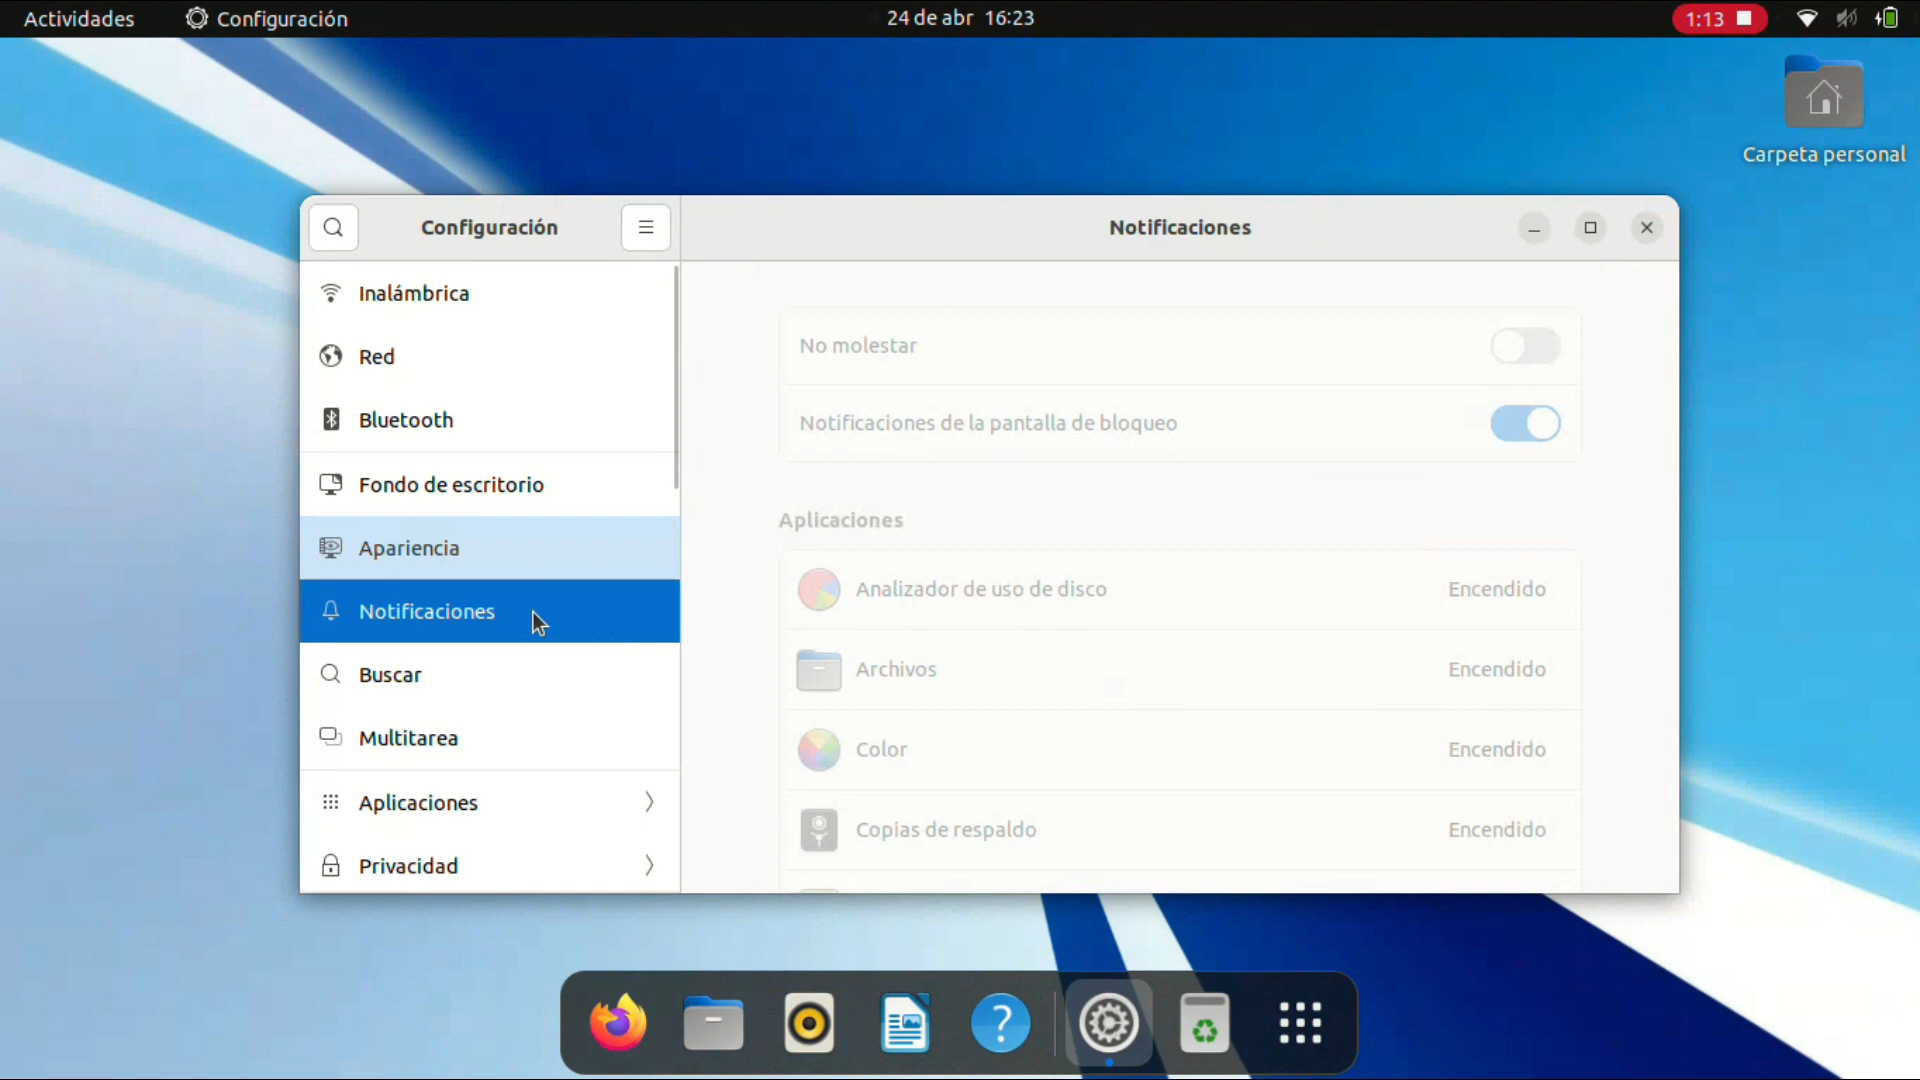 Actividades
Configuración
24 de abr 16:23
1:13
Carpeta personal
Configuración
Notificaciones
Inalámbrica
Red
Bluetooth
Fondo de escritorio
Apariencia
Notificaciones
Buscar
Multitarea
Aplicaciones
Privacidad
No molestar
Notificaciones de la pantalla de bloqueo
Aplicaciones
Analizador de uso de disco Encendido
Archivos Encendido
Color Encendido
Copias de respaldo Encendido